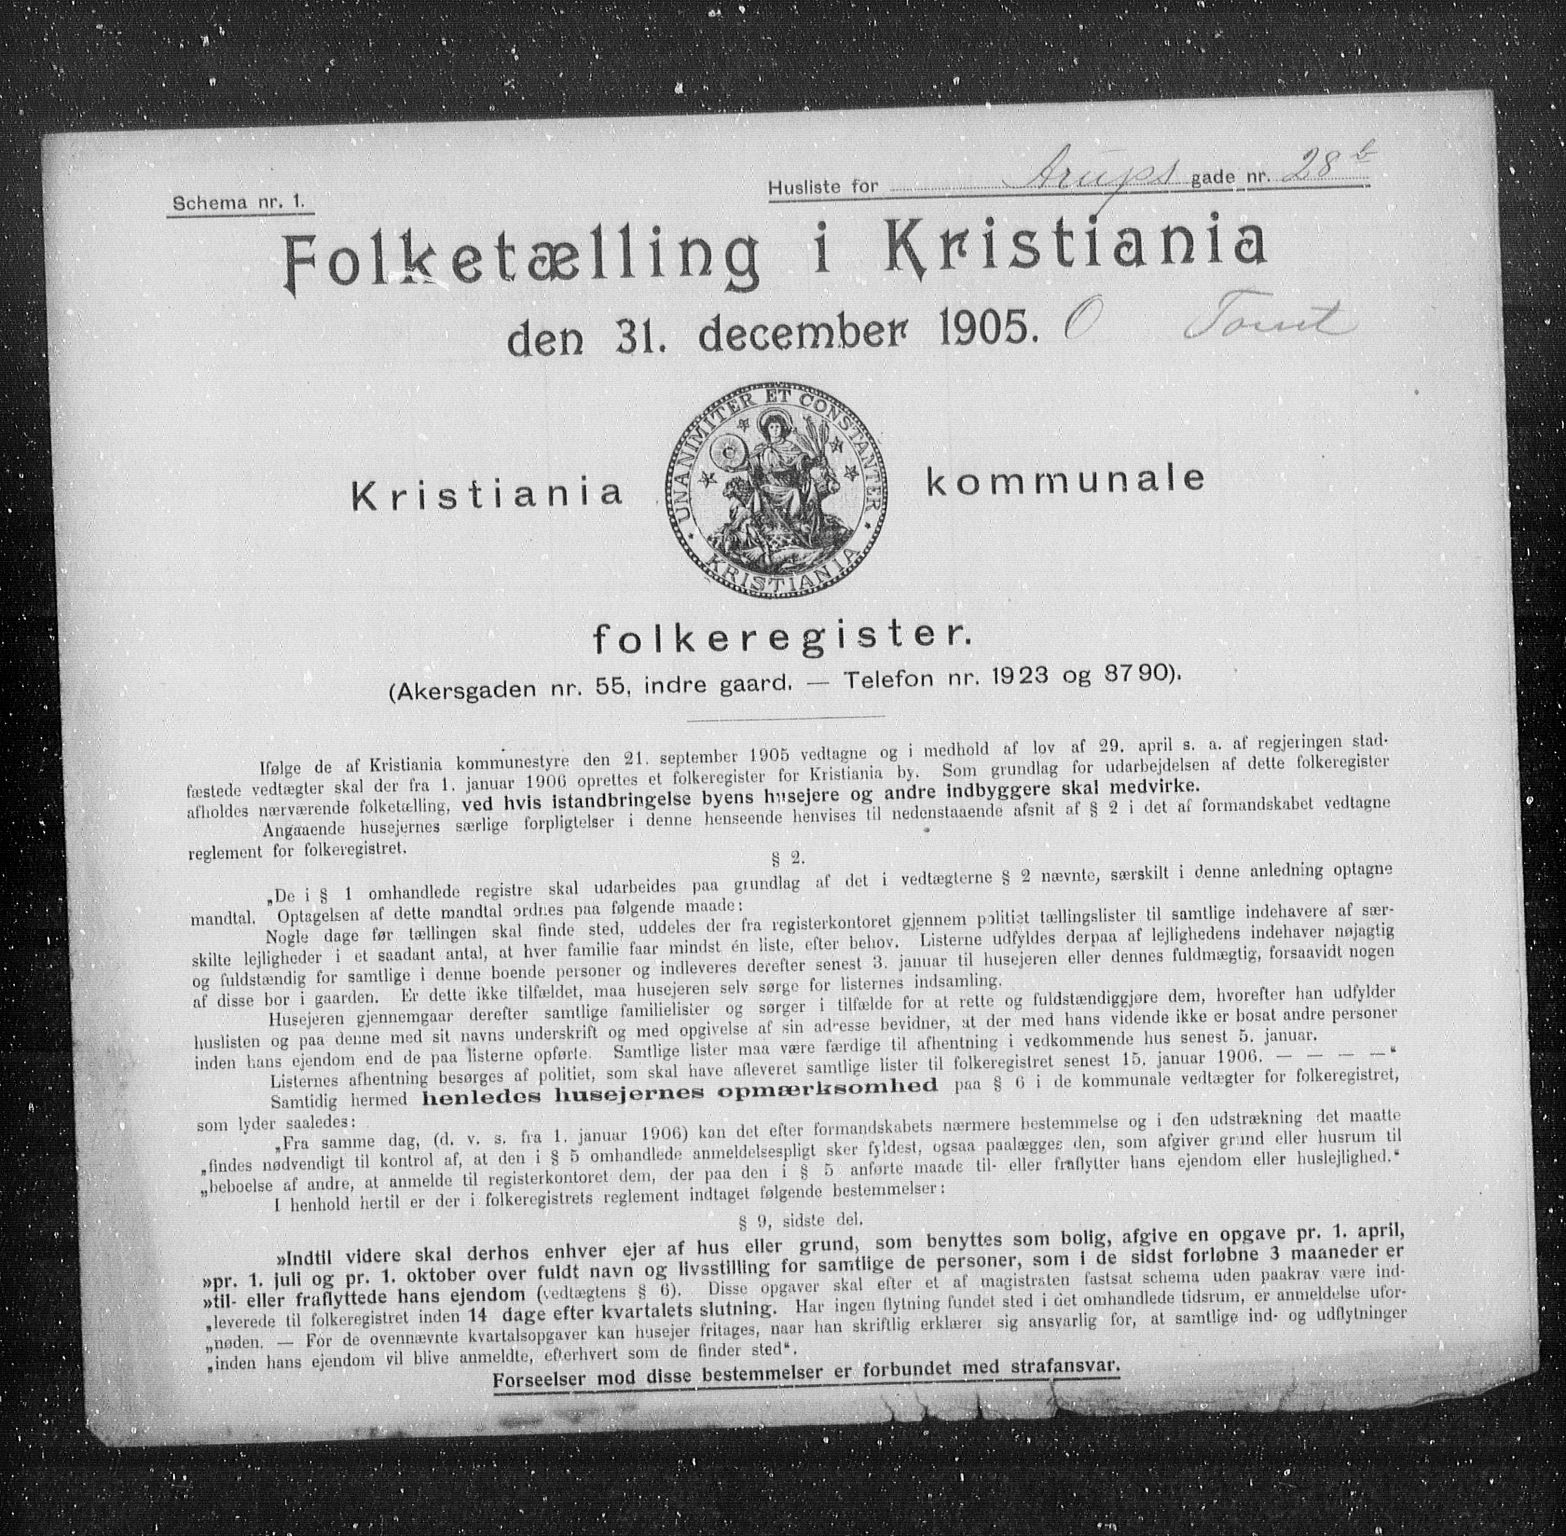 Schema nr. 1.
Husliste for Arups gade nr. 28 b
Folketælling i Kristiania
den 31. december 1905. O Tomt
UNANIMITER ET CONSTANTER
KRISTIANIA
Kristiania kommunale
folkeregister.
(Akersgaden nr. 55, indre gaard. — Telefon nr. 1923 og 8790).
Ifølge de af Kristiania kommunestyre den 21. september 1905 vedtagne og i medhold af lov af 29. april s. a. af regjeringen stad-
fæstede vedtægter skal der fra 1. januar 1906 oprettes et folkeregister for Kristiania by. Som grundlag for udarbejdelsen af dette folkeregister
afholdes nærværende folketælling, ved hvis istandbringelse byens husejere og andre indbyggere skal medvirke.
Angaaende husejernes særlige forpligtelser i denne henseende henvises til nedenstaaende afsnit af § 2 i det af formandskabet vedtagne
reglement for folkeregistret.
§ 2.
„De i § 1 omhandlede registre skal udarbeides paa grundlag af det i vedtægterne § 2 nævnte, særskilt i denne anledning optagne
mandtal. Optagelsen af dette mandtal ordnes paa følgende maade:
Nogle dage før tællingen skal finde sted, uddeles der fra registerkontoret gjennem politiet tællingslister til samtlige indehavere af sær-
skilte lejligheder i et saadant antal, at hver familie faar mindst én liste, efter behov. Listerne udfyldes derpaa af lejlighedens indehaver nøjagtig
og fuldstændig for samtlige i denne boende personer og indleveres derefter senest 3. januar til husejeren eller dennes fuldmægtig, forsaavidt nogen
af disse bor i gaarden. Er dette ikke tilfældet, maa husejeren selv sørge for listernes indsamling.
Husejeren gjennemgaar derefter samtlige familielister og sørger i tilfælde for at rette og fuldstændiggjøre dem, hvorefter han udfylder
huslisten og paa denne med sit navns underskrift og med opgivelse af sin adresse bevidner, at der med hans vidende ikke er bosat andre personer
inden hans ejendom end de paa listerne opførte. Samtlige lister maa være færdige til afhentning i vedkommende hus senest 5. januar.
Listernes afhentning besørges af politiet, som skal have afleveret samtlige lister til folkeregistret senest 15. januar 1906. — — — —“
Samtidig hermed henledes husejernes opmærksomhed paa § 6 i de kommunale vedtægter for folkeregistret,
som lyder saaledes:
„Fra samme dag, (d. v. s. fra 1. januar 1906) kan det efter formandskabets nærmere bestemmelse og i den udstrækning det maatte
„findes nødvendigt til kontrol af, at den i § 5 omhandlede anmeldelsespligt sker fyldest, ogsaa paalægges den, som afgiver grund eller husrum til
„beboelse af andre, at anmelde til registerkontoret dem, der paa den i § 5 anførte maade til- eller fraflytter hans ejendom eller huslejlighed.“
I henhold hertil er der i folkeregistrets reglement indtaget følgende bestemmelser:
§ 9, sidste del.
»Indtil videre skal derhos enhver ejer af hus eller grund, som benyttes som bolig, afgive en opgave pr. 1. april,
»pr. 1. juli og pr. 1. oktober over fuldt navn og livsstilling for samtlige de personer, som i de sidst forløbne 3 maaneder er
»til- eller fraflyttede hans ejendom (vedtægtens § 6). Disse opgaver skal efter et af magistraten fastsat schema uden paakrav være ind-
„leverede til folkeregistret inden 14 dage efter kvartalets slutning. Har ingen flytning fundet sted i det omhandlede tidsrum, er anmeldelse ufor-
„nøden. — For de ovennævnte kvartalsopgaver kan husejer fritages, naar han skriftlig erklærer sig ansvarlig for, at samtlige ind- og udflytninger
„inden hans ejendom vil blive anmeldte, efterhvert som de finder sted“.
Forseelser mod disse bestemmelser er forbundet med strafansvar.